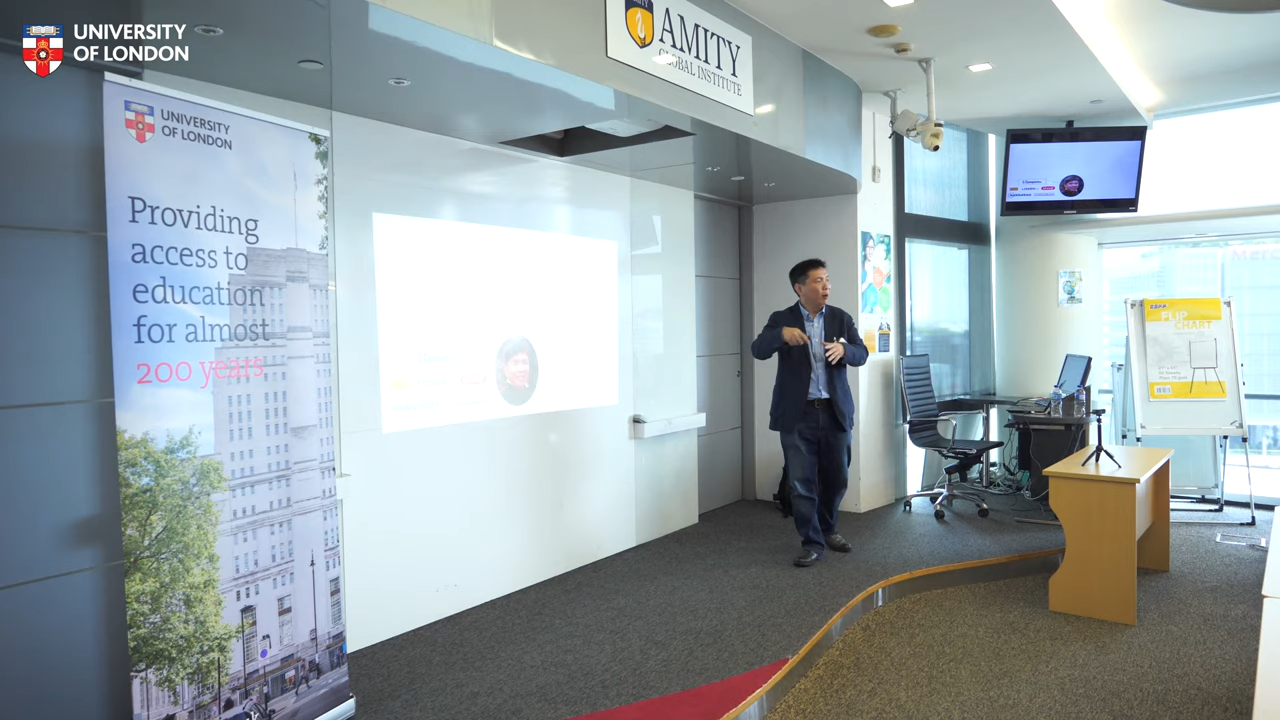 UNIVERSITY
OF LONDON
UNIVERSITY
OF LONDON
Providing
access to
education
for almost
200 years
AMITY
GLOBAL INSTITUTE
FLIP
CHART